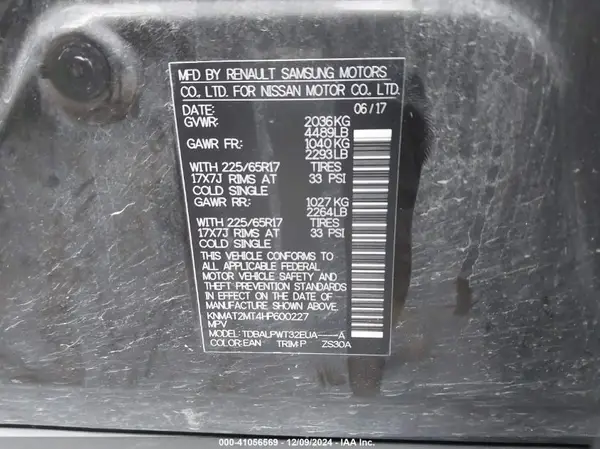 MFD BY RENAULT SAMSUNG MOTORS
CO., LTD. FOR NISSAN MOTOR CO., LTD.
DATE: 06/17
GVWR: 2036KG
4489LB
GAWR FR: 1040KG
2293LB
WITH 225/65R17 TIRES
17X7J RIMS AT 33 PSI
COLD SINGLE
GAWR RR: 1027KG
2264LB
WITH 225/65R17 TIRES
17X7J RIMS AT 33 PSI
COLD SINGLE
THIS VEHICLE CONFORMS TO
ALL APPLICABLE FEDERAL
MOTOR VEHICLE SAFETY AND
THEFT PREVENTION STANDARDS
IN EFFECT ON THE DATE OF
MANUFACTURE SHOWN ABOVE.
KNMAT2MT4HP600227
MPV
MODEL: TDBALPWT32EUA----A
COLOR:EAN TRIM:P ZS30A
000-41056569 • 12/09/2024 • IAA Inc.